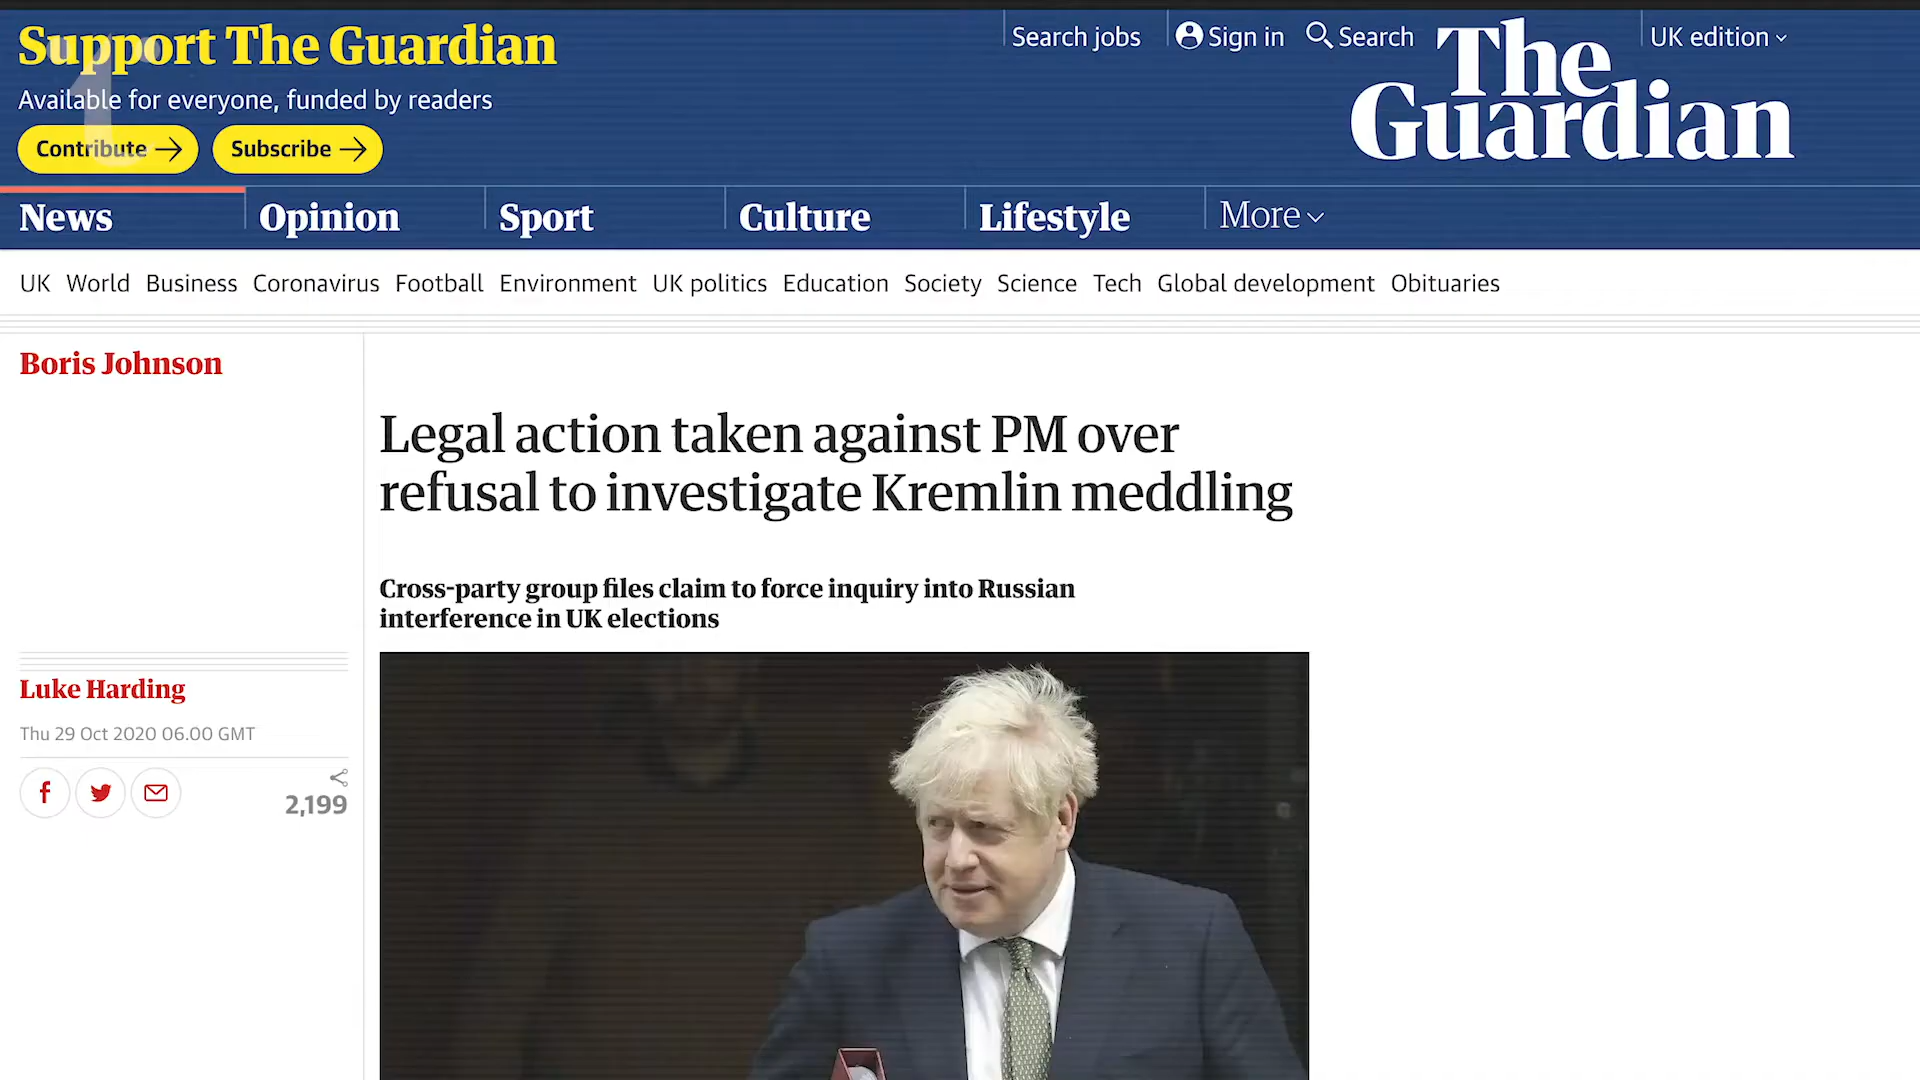 Support The Guardian
Available for everyone, funded by readers
Contribute
Subscribe
Search jobs
Sign in
Search
UK edition
The
Guardian
News
Opinion
Sport
Culture
Lifestyle
More
UK World Business Coronavirus Football Environment UK politics Education Society Science Tech Global development Obituaries
Boris Johnson
Legal action taken against PM over
refusal to investigate Kremlin meddling
Cross-party group files claim to force inquiry into Russian
interference in UK elections
Luke Harding
Thu 29 Oct 2020 06.00 GMT
2,199